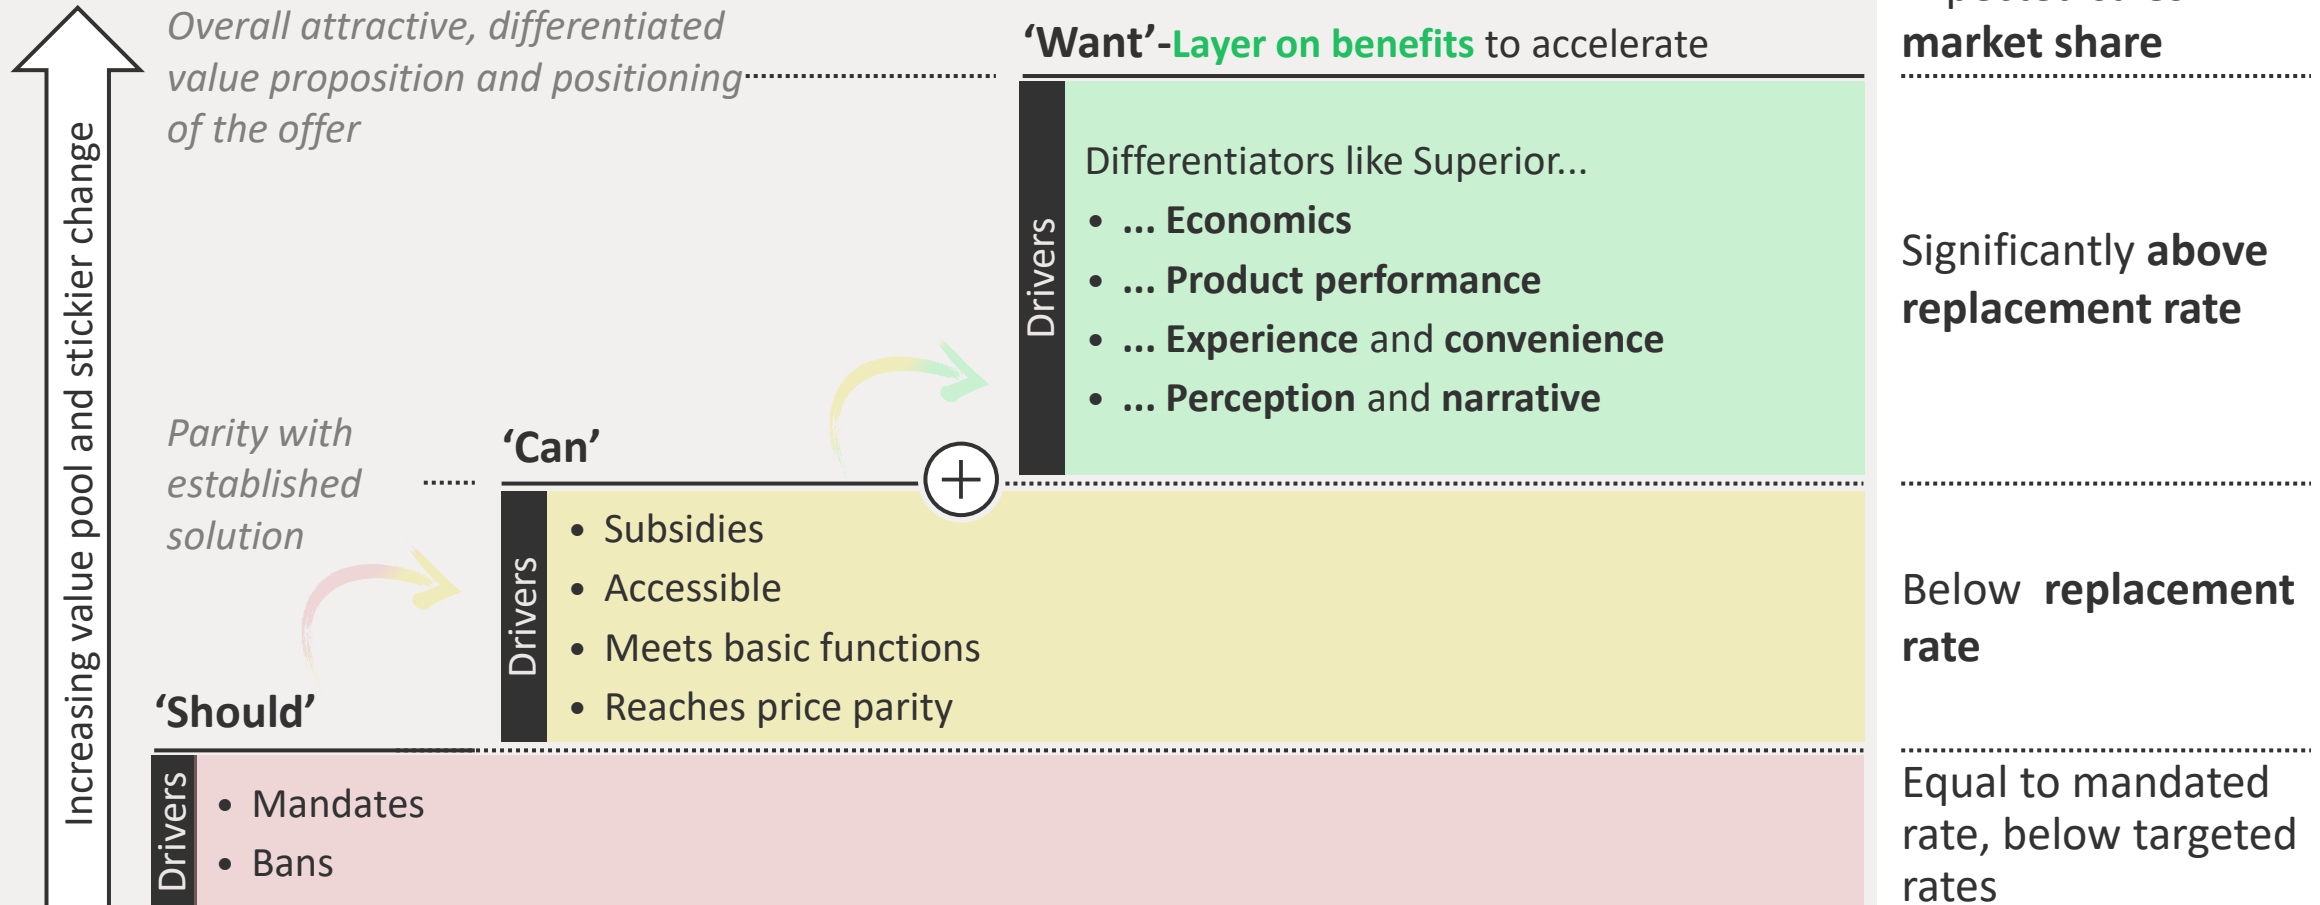 Overall attractive, differentiated
value proposition and positioning
of the offer
‘Want’-Layer on benefits to accelerate
market share
Increasing value pool and stickier change
Drivers
Differentiators like Superior...
• ... Economics
• ... Product performance
• ... Experience and convenience
• ... Perception and narrative
Significantly above
replacement rate
Parity with
established
solution
‘Can’
Drivers
• Subsidies
• Accessible
• Meets basic functions
• Reaches price parity
Below replacement
rate
‘Should’
Drivers
• Mandates
• Bans
Equal to mandated
rate, below targeted
rates